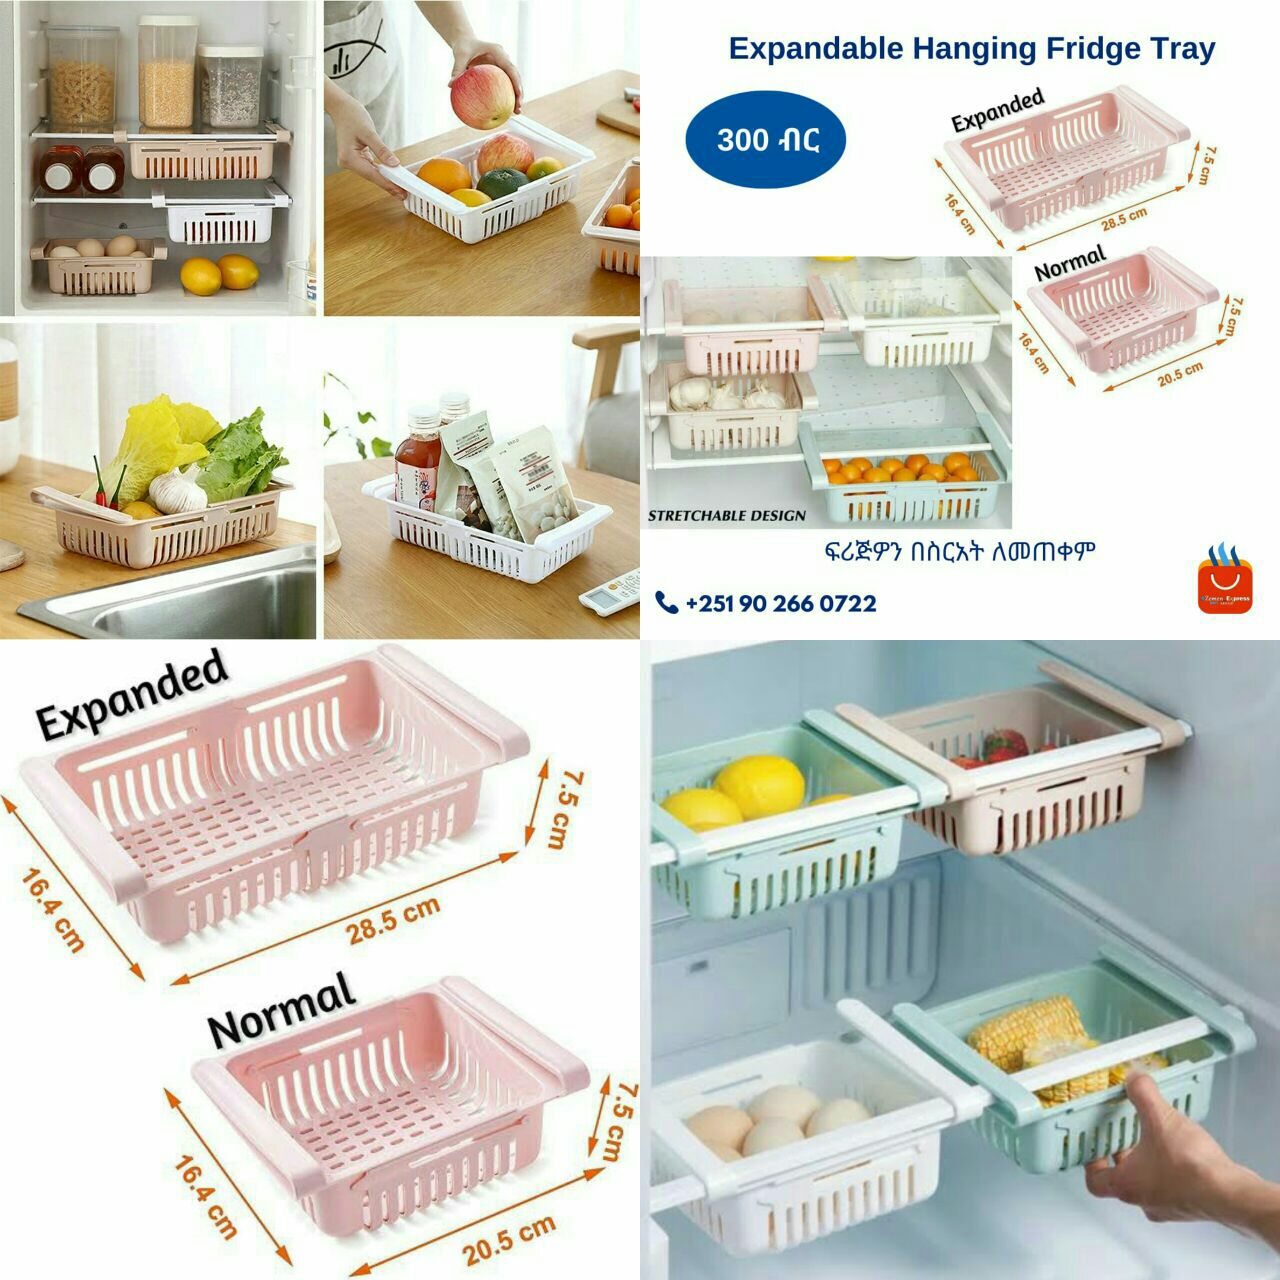 Expandable Hanging Fridge Tray
300 ብር
Expanded
7.5 cm
16.4 cm
28.5 cm
Normal
7.5 cm
16.4 cm
20.5 cm
STRETCHABLE DESIGN
ፍሪጅዎን በስርአት ለመጠቀም
+251 90 266 0722
Zemen Express
Expanded
7.5 cm
16.4 cm
28.5 cm
Normal
7.5 cm
16.4 cm
20.5 cm